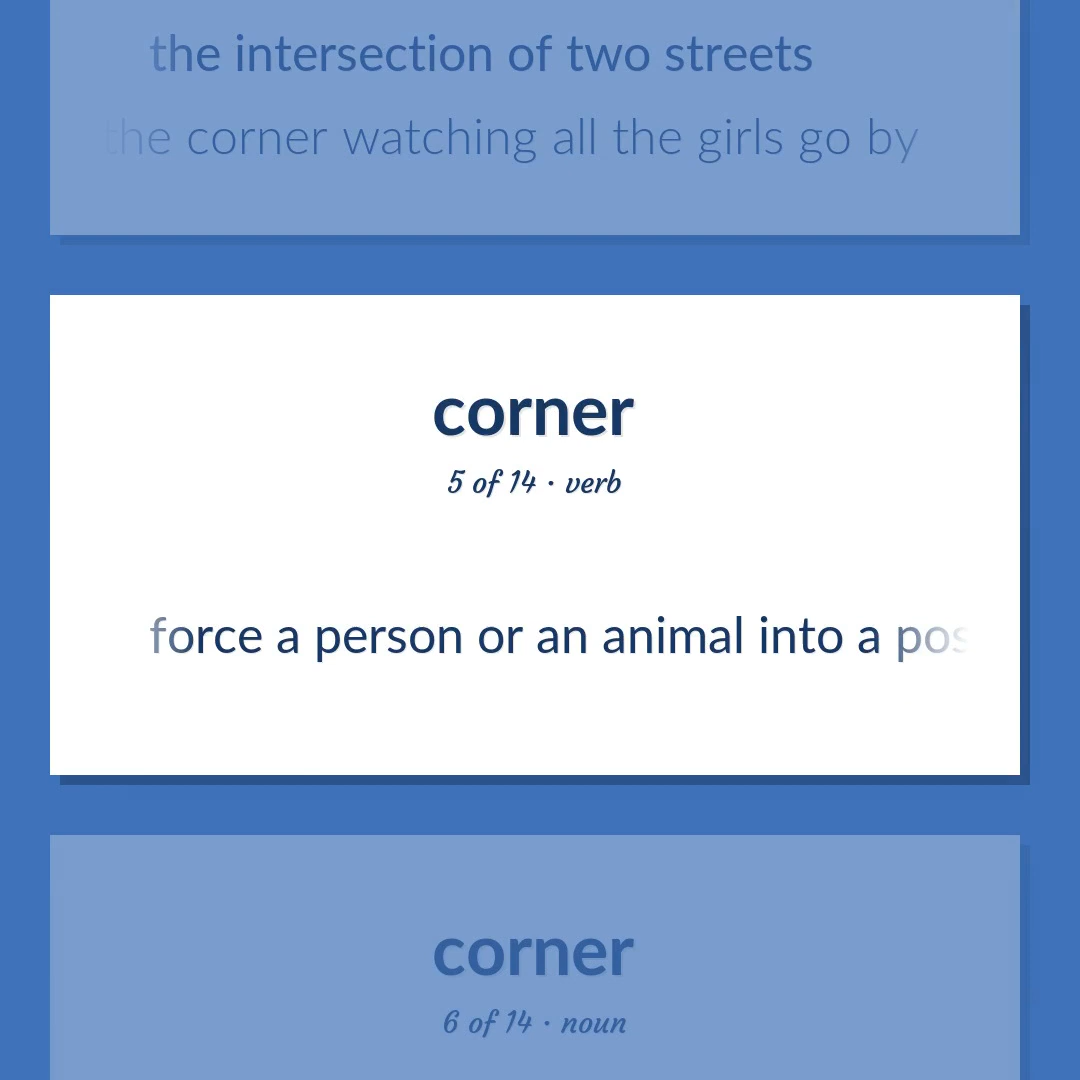 the intersection of two streets
the corner watching all the girls go by
corner
5 of 14 · verb
force a person or an animal into a pos
corner
6 of 14 · noun